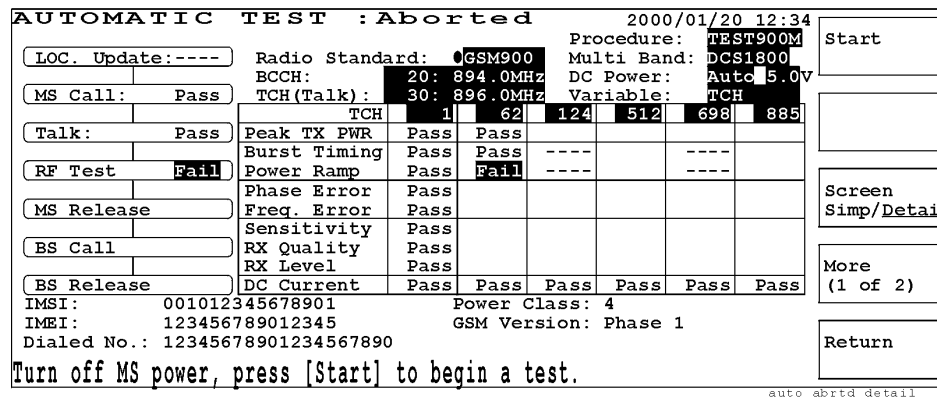 AUTOMATIC TEST :Aborted 2000/01/20 12:34
Procedure: TEST900M
LOC. Update:---- Radio Standard: GSM900 Multi Band: DCS1800
BCCH: 20: 894.0MHz DC Power: Auto 5.0V
MS Call: Pass TCH(Talk): 30: 896.0MHz Variable: TCH
TCH 1 62 124 512 698 885
Talk: Pass Peak TX PWR Pass Pass
Burst Timing Pass Pass ---- ----
RF Test Fail Power Ramp Pass Fail ---- ----
Phase Error Pass
MS Release Freq. Error Pass
Sensitivity Pass
BS Call RX Quality Pass
RX Level Pass
BS Release DC Current Pass Pass Pass Pass Pass Pass
IMSI: 001012345678901 Power Class: 4
IMEI: 123456789012345 GSM Version: Phase 1
Dialed No.: 12345678901234567890
Turn off MS power, press [Start] to begin a test.
Start
Screen
Simp/Detai
More
(1 of 2)
Return
auto abrtd detail